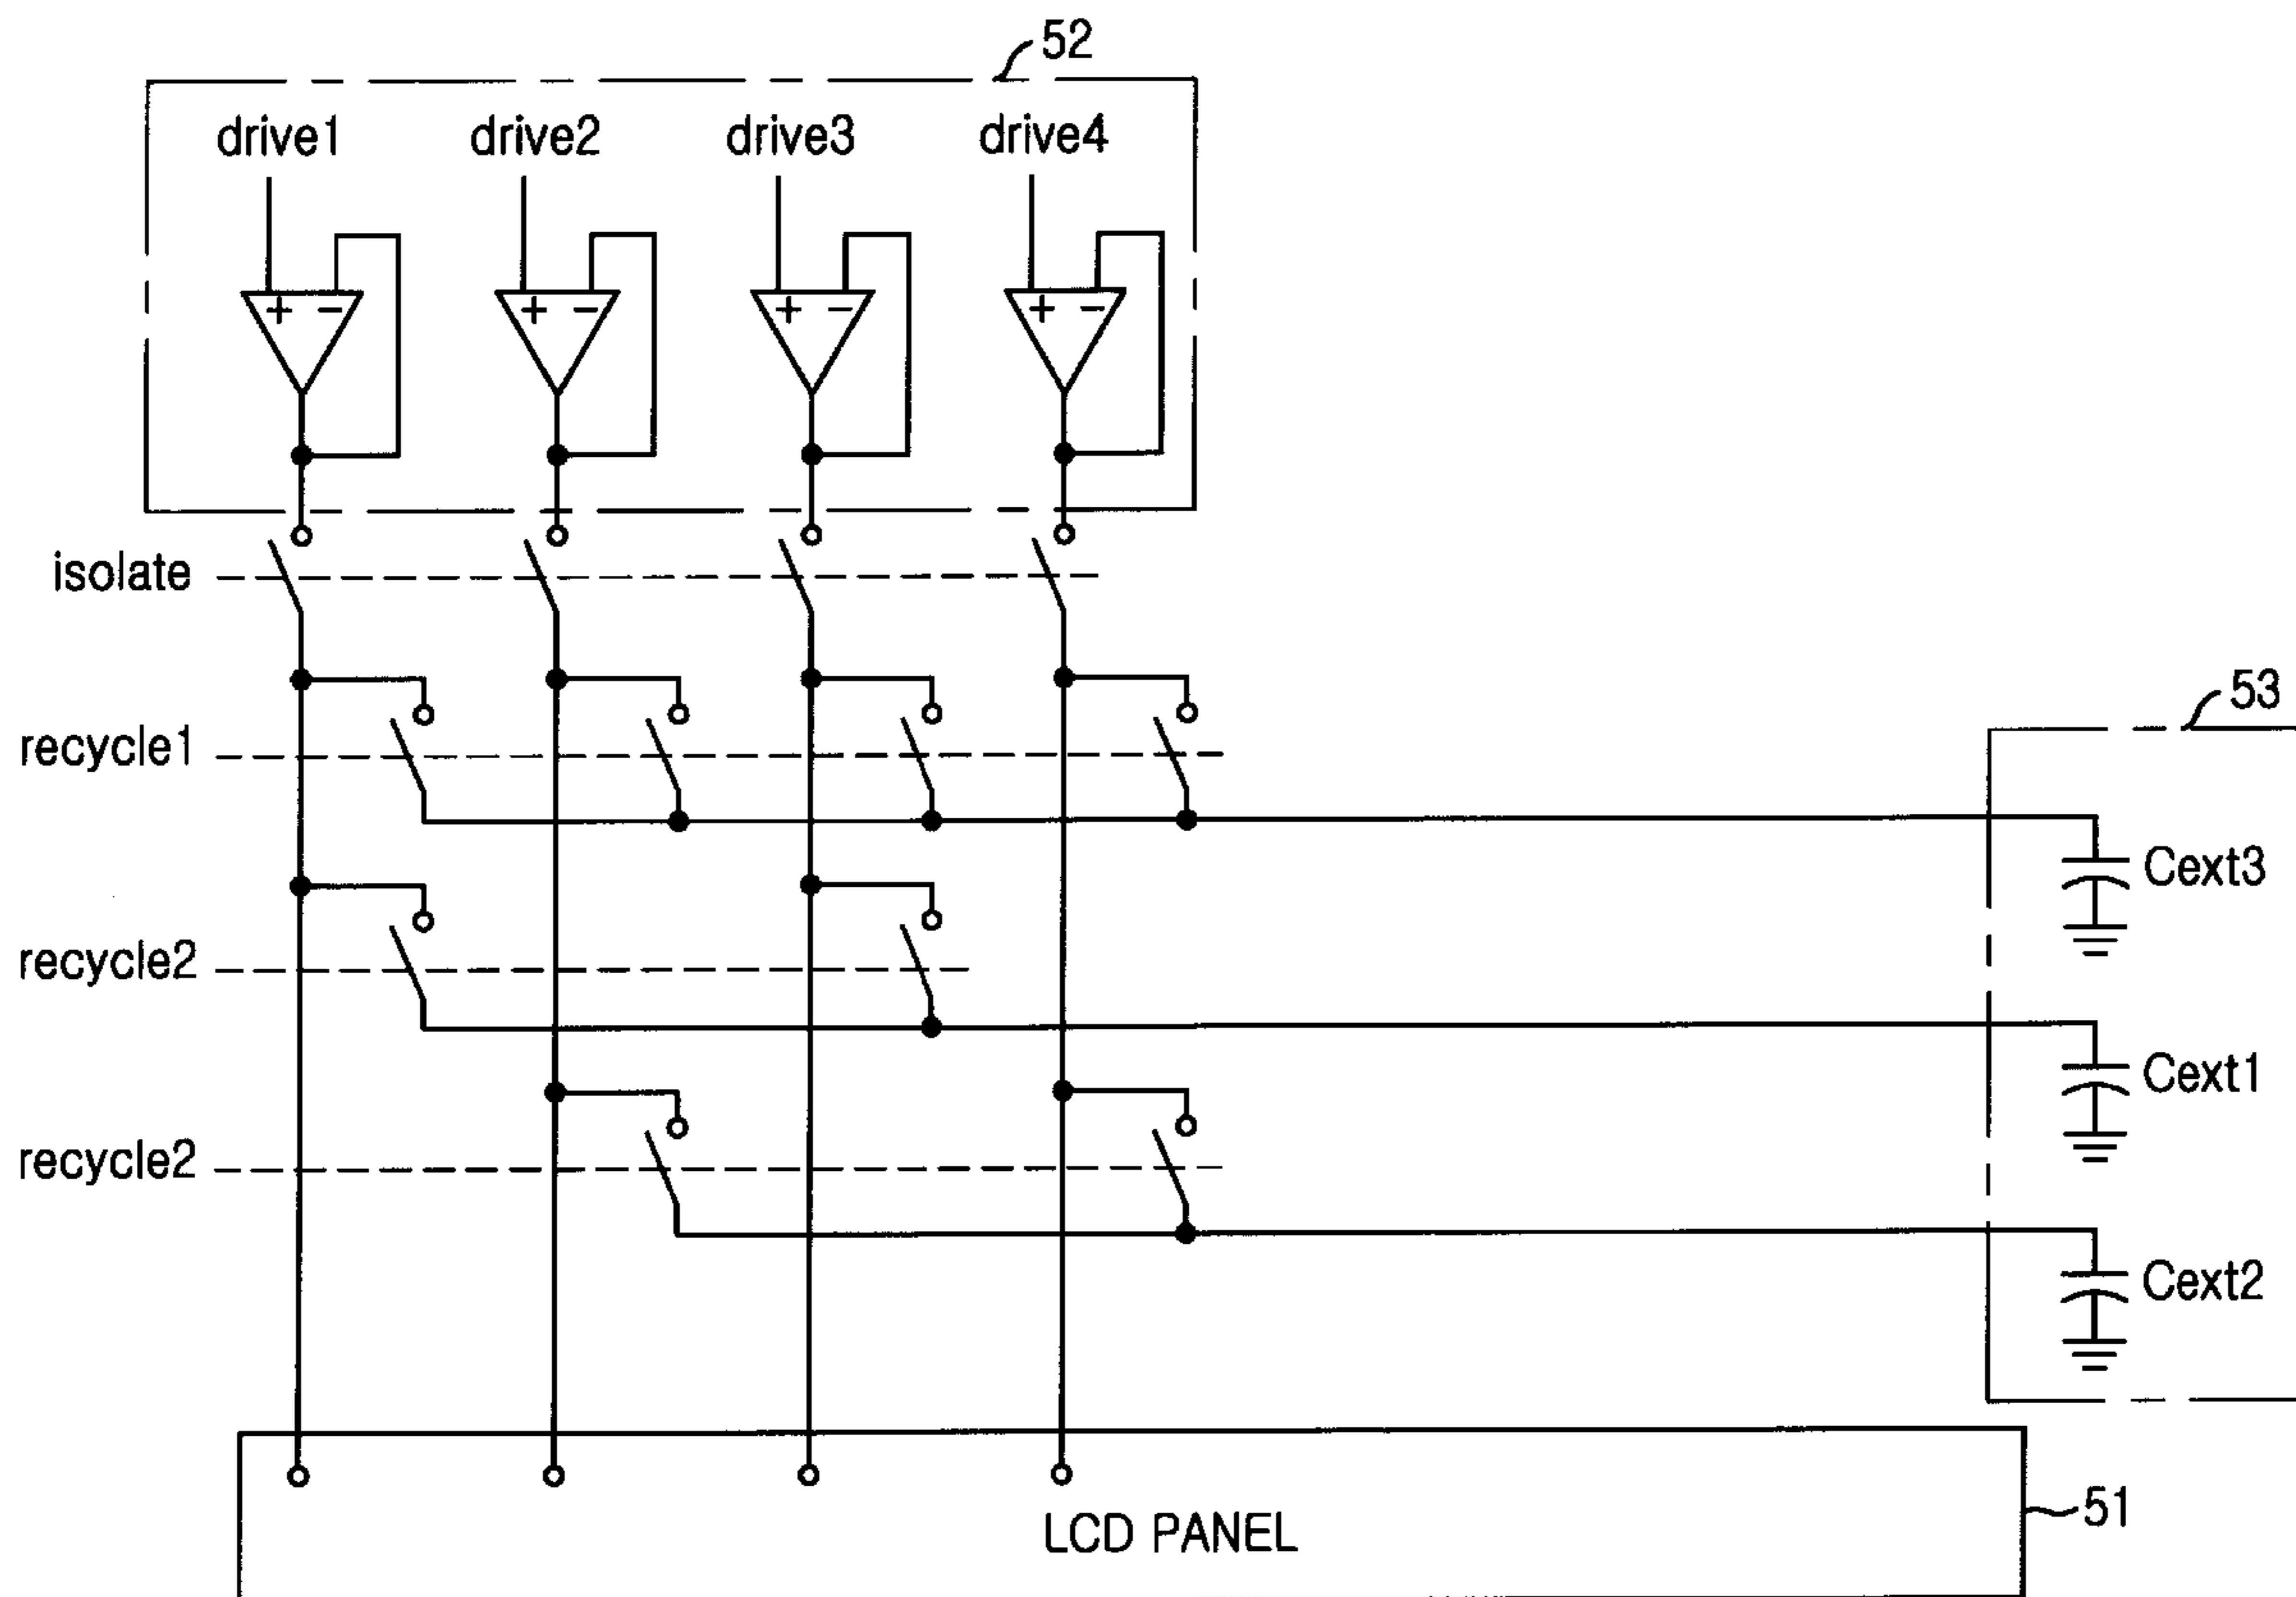 52
drive1 drive2 drive3 drive4
+ − + − + − + −
isolate
53
recycle1
Cext3
recycle2
Cext1
recycle2
Cext2
51
LCD PANEL